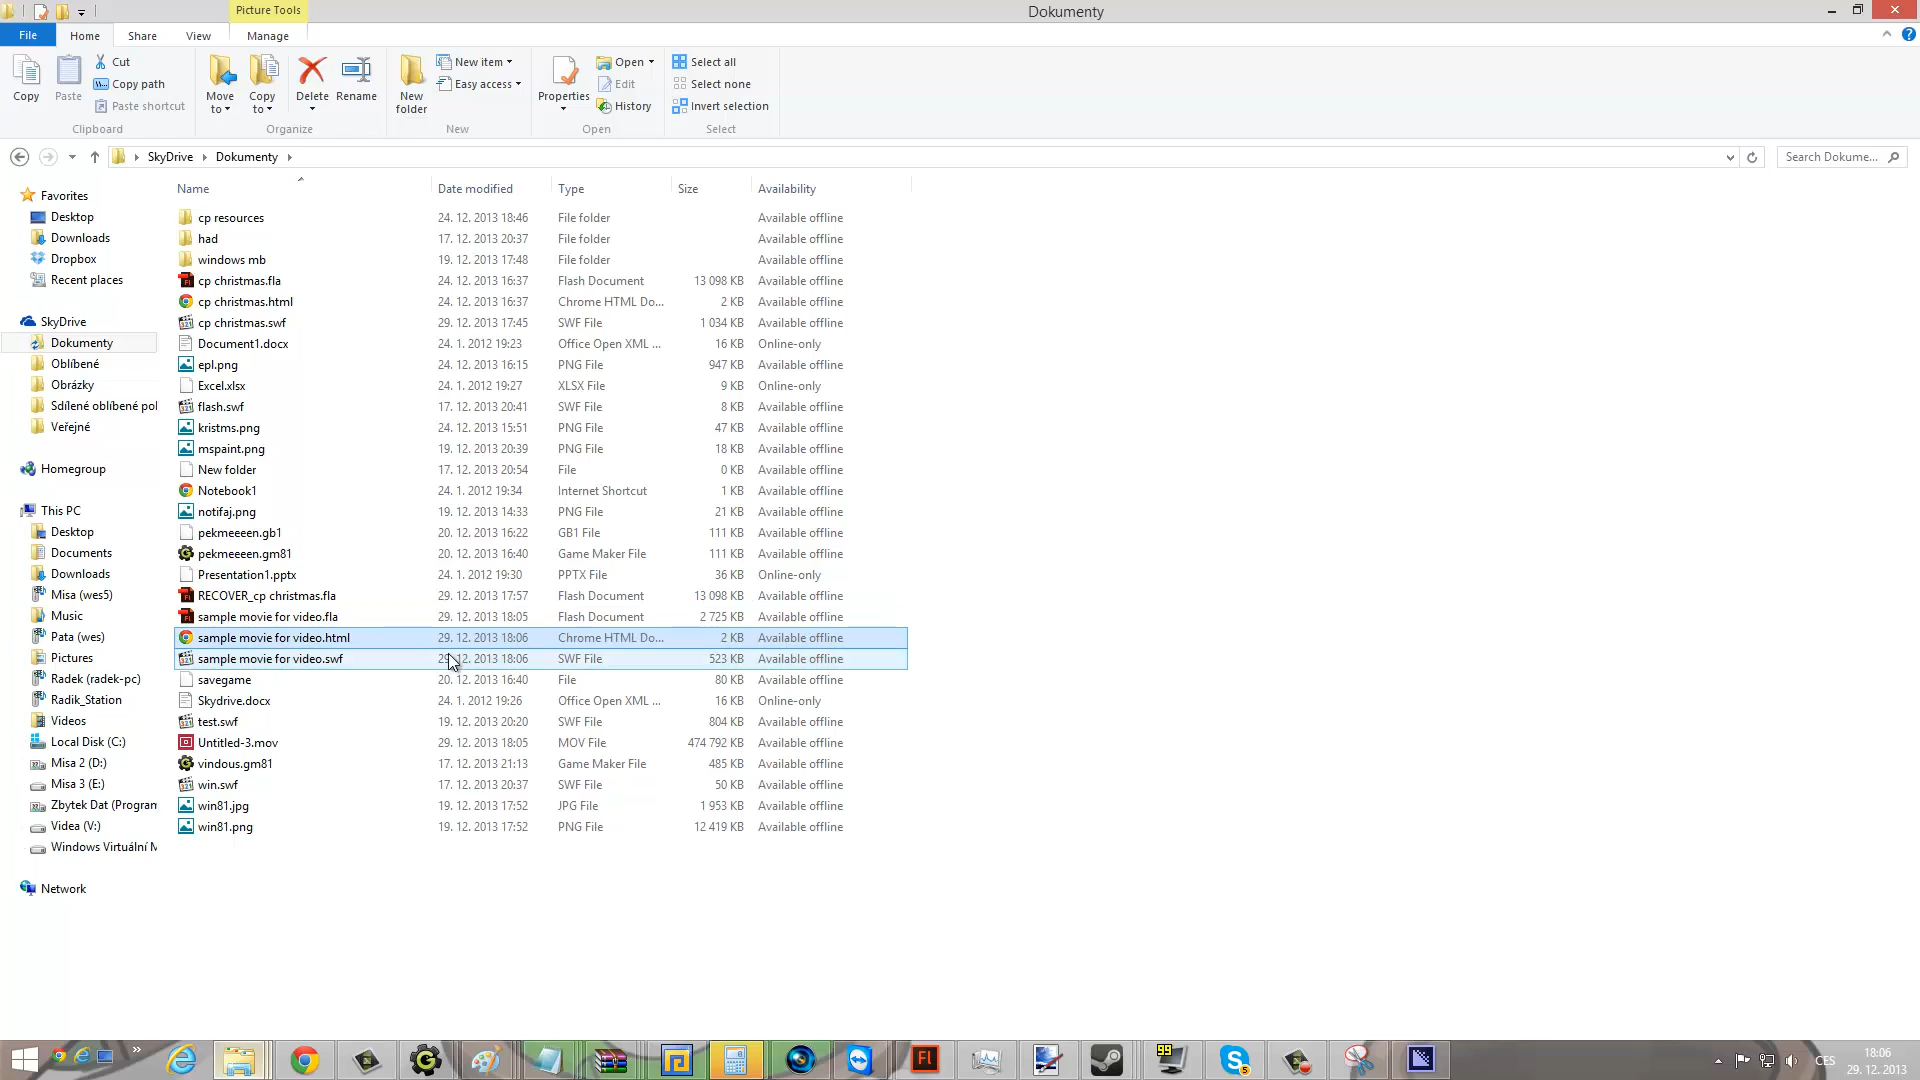 Picture Tools
Dokumenty
File
Home
Share
View
Manage
Copy
Paste
Cut
Copy path
Paste shortcut
Clipboard
Move to
Copy to
Delete
Rename
Organize
New folder
New item
Easy access
New
Properties
Open
Edit
History
Open
Select all
Select none
Invert selection
Select
SkyDrive
Dokumenty
Search Dokume...
Favorites
Desktop
Downloads
Dropbox
Recent places
SkyDrive
Dokumenty
Oblíbené
Obrázky
Sdílené oblíbené pol
Veřejné
Homegroup
This PC
Desktop
Documents
Downloads
Misa (wes5)
Music
Pata (wes)
Pictures
Radek (radek-pc)
Radik_Station
Videos
Local Disk (C:)
Misa 2 (D:)
Misa 3 (E:)
Zbytek Dat (Program
Videa (V:)
Windows Virtuální M
Network
Name Date modified Type Size Availability
cp resources 24. 12. 2013 18:46 File folder Available offline
had 17. 12. 2013 20:37 File folder Available offline
windows mb 19. 12. 2013 17:48 File folder Available offline
cp christmas.fla 24. 12. 2013 16:37 Flash Document 13 098 KB Available offline
cp christmas.html 24. 12. 2013 16:37 Chrome HTML Do... 2 KB Available offline
cp christmas.swf 29. 12. 2013 17:45 SWF File 1 034 KB Available offline
Document1.docx 24. 1. 2012 19:23 Office Open XML ... 16 KB Online-only
epl.png 24. 12. 2013 16:15 PNG File 947 KB Available offline
Excel.xlsx 24. 1. 2012 19:27 XLSX File 9 KB Online-only
flash.swf 17. 12. 2013 20:41 SWF File 8 KB Available offline
kristms.png 24. 12. 2013 15:51 PNG File 47 KB Available offline
mspaint.png 19. 12. 2013 20:39 PNG File 18 KB Available offline
New folder 17. 12. 2013 20:54 File 0 KB Available offline
Notebook1 24. 1. 2012 19:34 Internet Shortcut 1 KB Available offline
notifaj.png 19. 12. 2013 14:33 PNG File 21 KB Available offline
pekmeeeen.gb1 20. 12. 2013 16:22 GB1 File 111 KB Available offline
pekmeeeen.gm81 20. 12. 2013 16:40 Game Maker File 111 KB Available offline
Presentation1.pptx 24. 1. 2012 19:30 PPTX File 36 KB Online-only
RECOVER_cp christmas.fla 29. 12. 2013 17:57 Flash Document 13 098 KB Available offline
sample movie for video.fla 29. 12. 2013 18:05 Flash Document 2 725 KB Available offline
sample movie for video.html 29. 12. 2013 18:06 Chrome HTML Do... 2 KB Available offline
sample movie for video.swf 29. 12. 2013 18:06 SWF File 523 KB Available offline
savegame 20. 12. 2013 16:40 File 80 KB Available offline
Skydrive.docx 24. 1. 2012 19:26 Office Open XML ... 16 KB Online-only
test.swf 19. 12. 2013 20:20 SWF File 804 KB Available offline
Untitled-3.mov 29. 12. 2013 18:05 MOV File 474 792 KB Available offline
vindous.gm81 17. 12. 2013 21:13 Game Maker File 485 KB Available offline
win.swf 17. 12. 2013 20:37 SWF File 50 KB Available offline
win81.jpg 19. 12. 2013 17:52 JPG File 1 953 KB Available offline
win81.png 19. 12. 2013 17:52 PNG File 12 419 KB Available offline
Fl
99
5
CES
18:06
29. 12. 2013